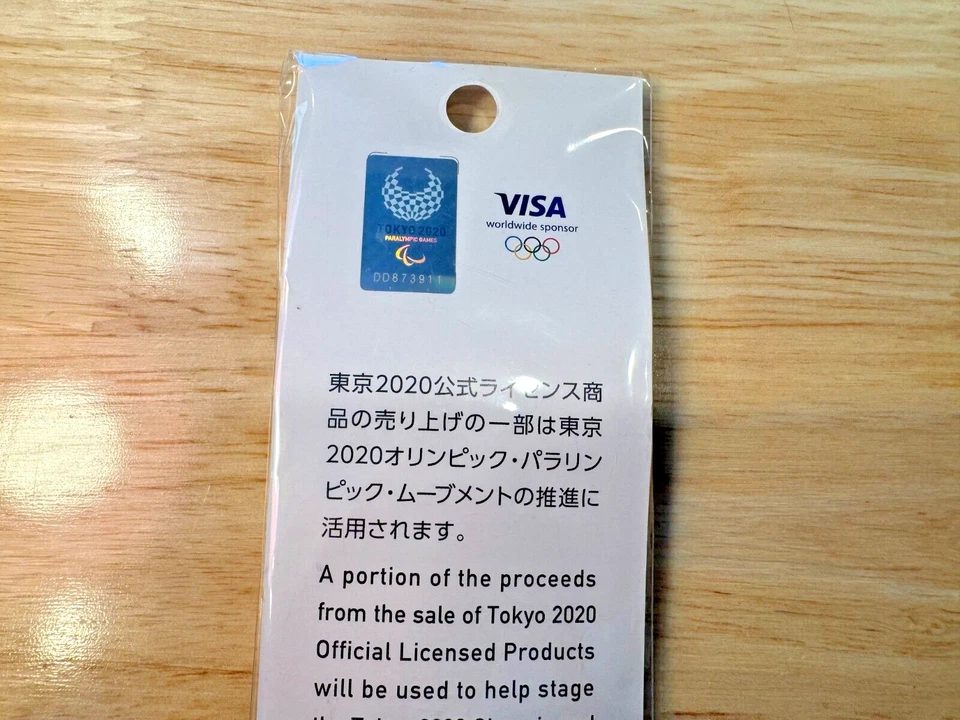 TOKYO 2020
PARALYMPIC GAMES
DD873911
VISA
worldwide sponsor
東京2020公式ライセンス商
品の売り上げの一部は東京
2020オリンピック・パラリン
ピック・ムーブメントの推進に
活用されます。
A portion of the proceeds
from the sale of Tokyo 2020
Official Licensed Products
will be used to help stage